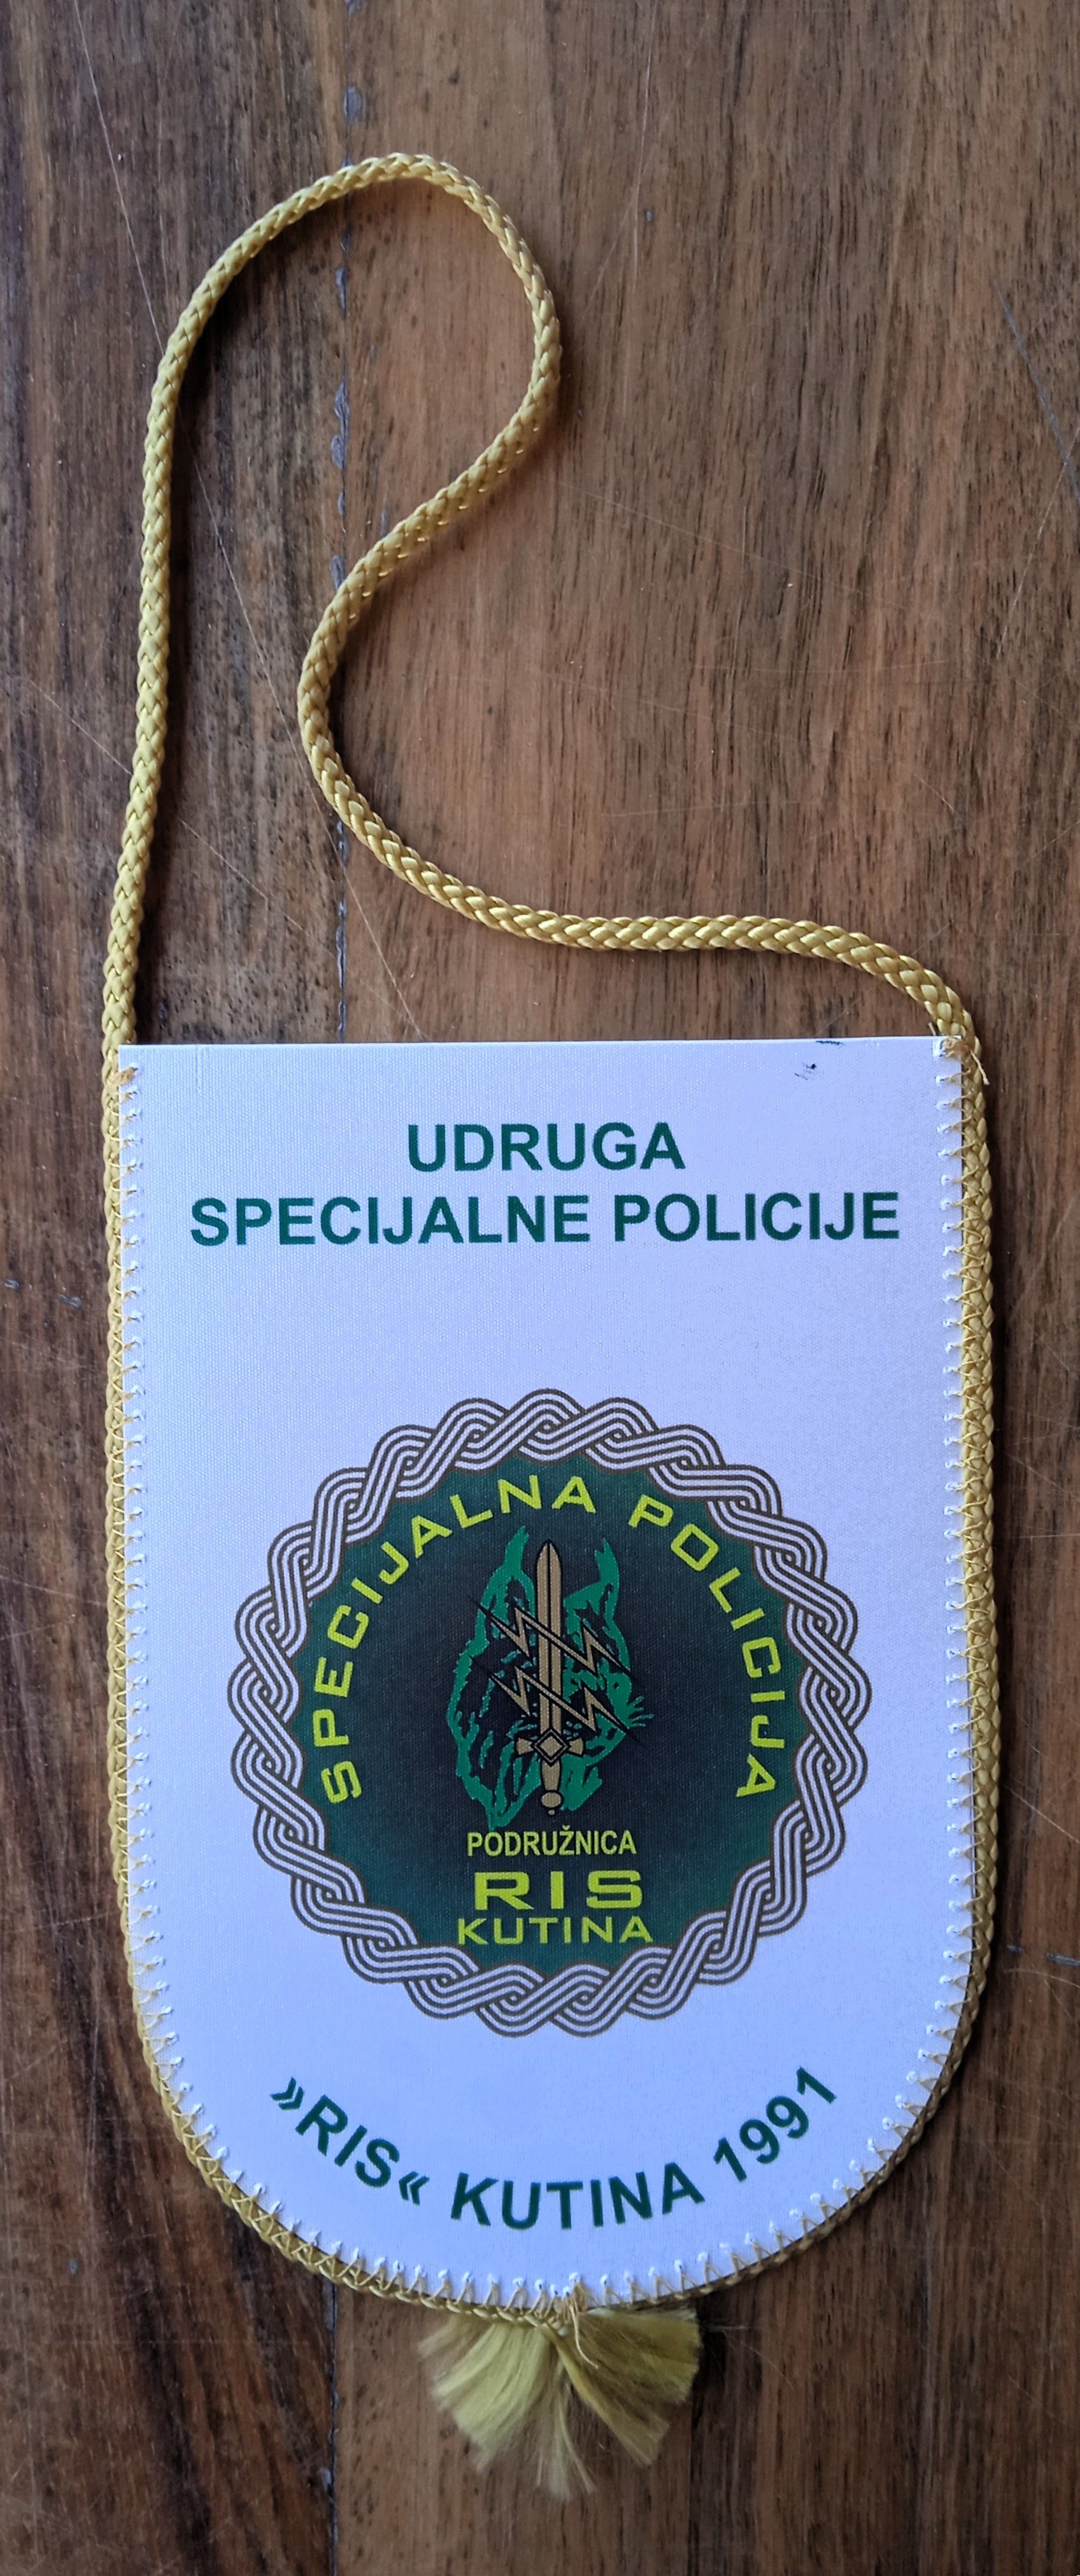 UDRUGA
SPECIJALNE POLICIJE
SPECIJALNA POLICIJA
PODRUŽNICA
RIS
KUTINA
»RIS« KUTINA 1991